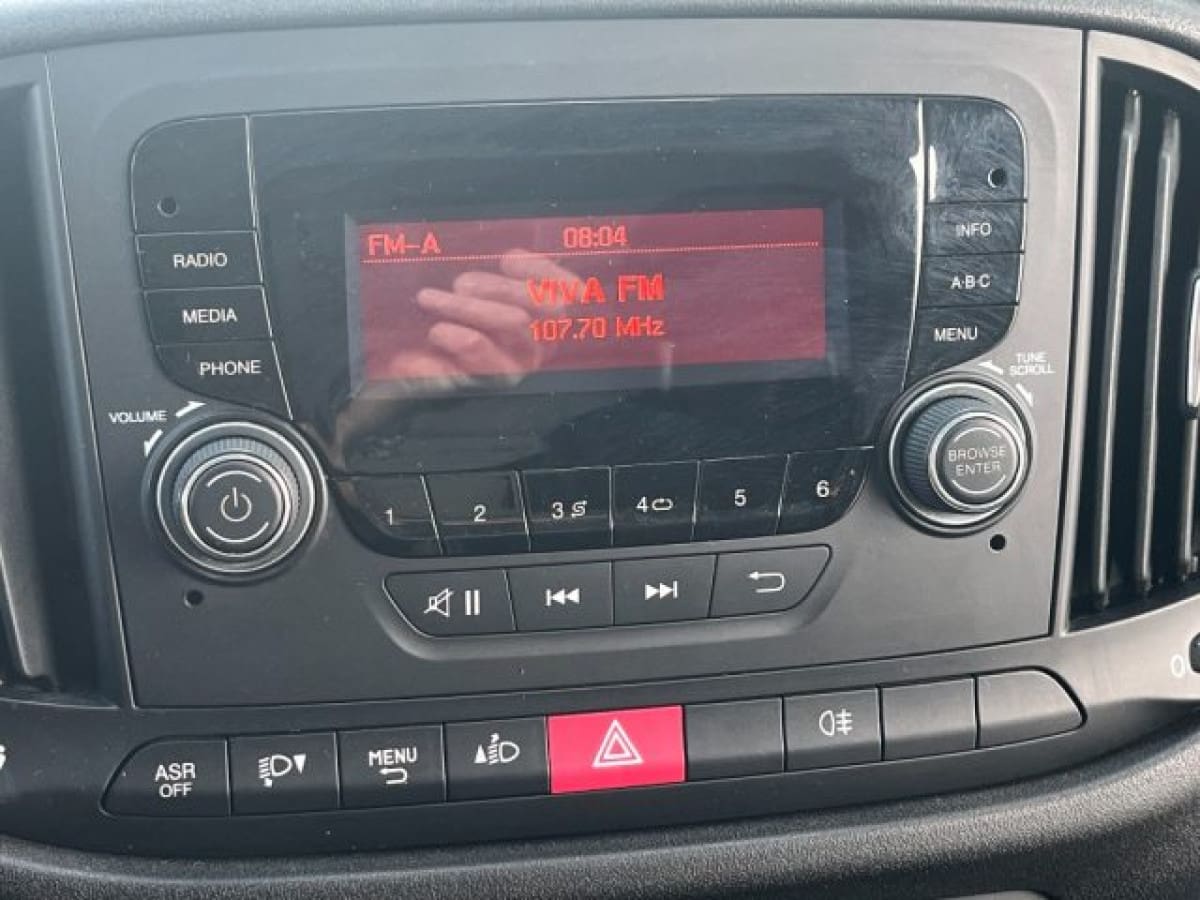 FM-A 08:04
VIVA FM
107.70 MHz
RADIO
MEDIA
PHONE
INFO
A·B·C
MENU
VOLUME
TUNE
SCROLL
BROWSE
ENTER
1 2 3 4 5 6
ASR
OFF
MENU
0